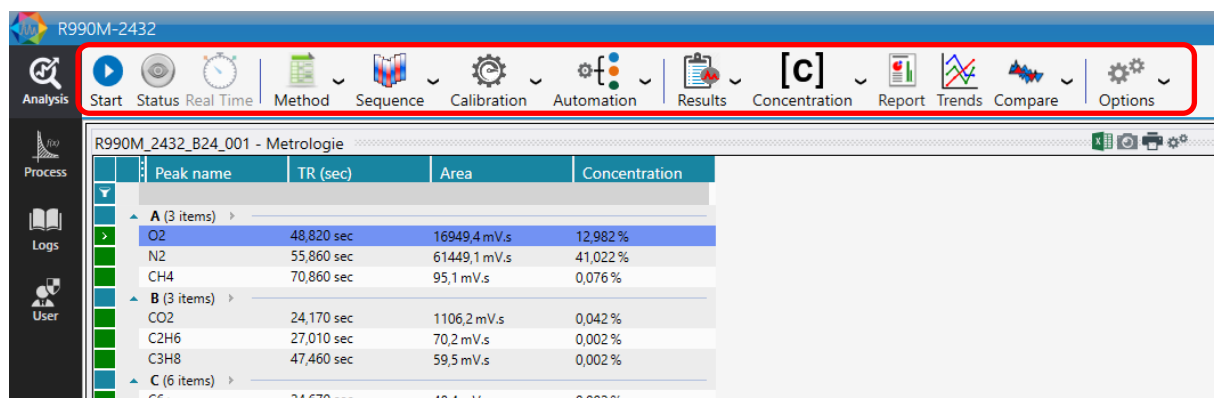 R990M-2432
Analysis
Start Status Real Time Method Sequence Calibration Automation Results [c] Concentration Report Trends Compare Options
Process
Logs
User
R990M_2432_B24_001 - Metrologie
Peak name TR (sec) Area Concentration
A (3 items)
O2 48,820 sec 16949,4 mV.s 12,982 %
N2 55,860 sec 61449,1 mV.s 41,022 %
CH4 70,860 sec 95,1 mV.s 0,076 %
B (3 items)
CO2 24,170 sec 1106,2 mV.s 0,042 %
C2H6 27,010 sec 70,2 mV.s 0,002 %
C3H8 47,460 sec 59,5 mV.s 0,002 %
C (6 items)